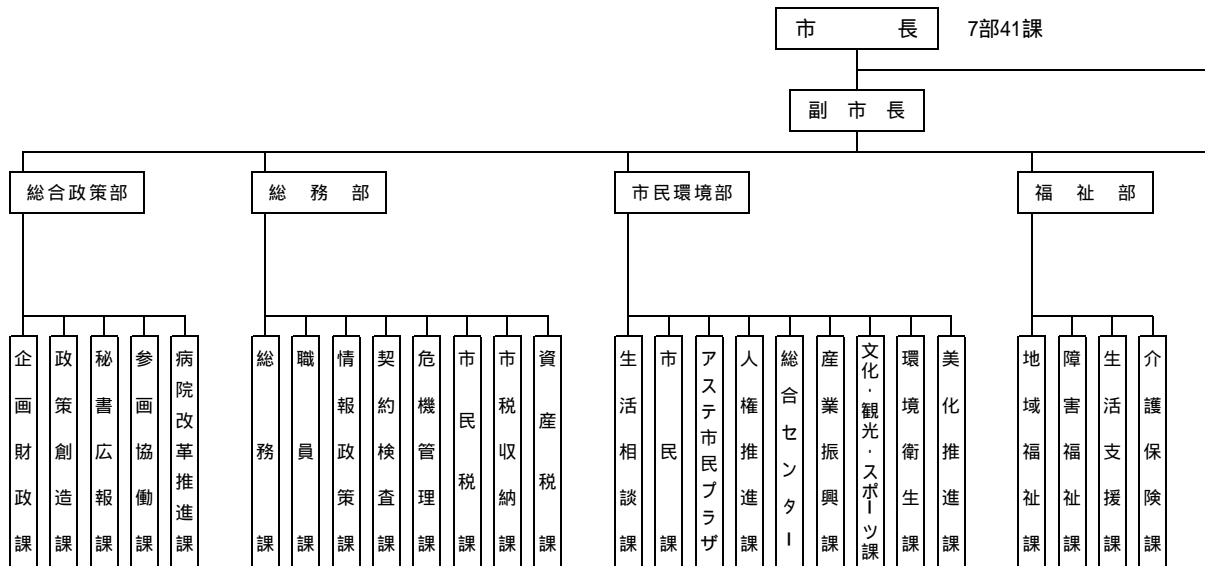 市長
7部41課
副市長
総合政策部
総務部
市民環境部
福祉部
企画財政課
政策創造課
秘書広報課
参画協働課
病院改革推進課
総務課
職員課
情報政策課
契約検査課
危機管理課
市民税課
市税収納課
資産税課
生活相談課
市民課
アステ市民プラザ
人権推進課
総合センター
産業振興課
文化・観光・スポーツ課
環境衛生課
美化推進課
地域福祉課
障害福祉課
生活支援課
介護保険課